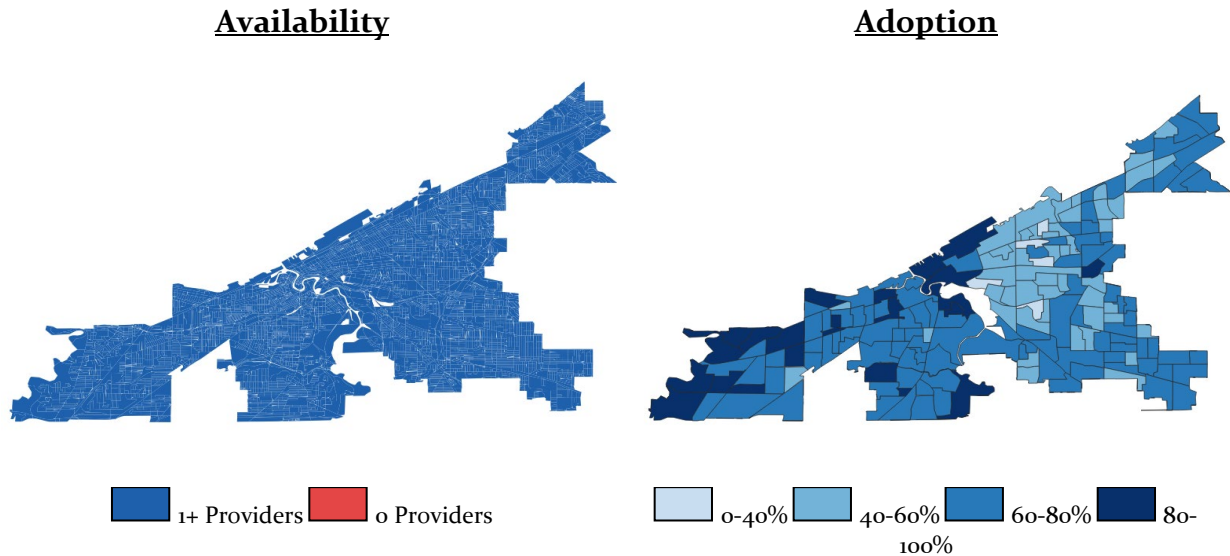 Availability
Adoption
1+ Providers
0 Providers
0-40%
40-60%
60-80%
80-
100%